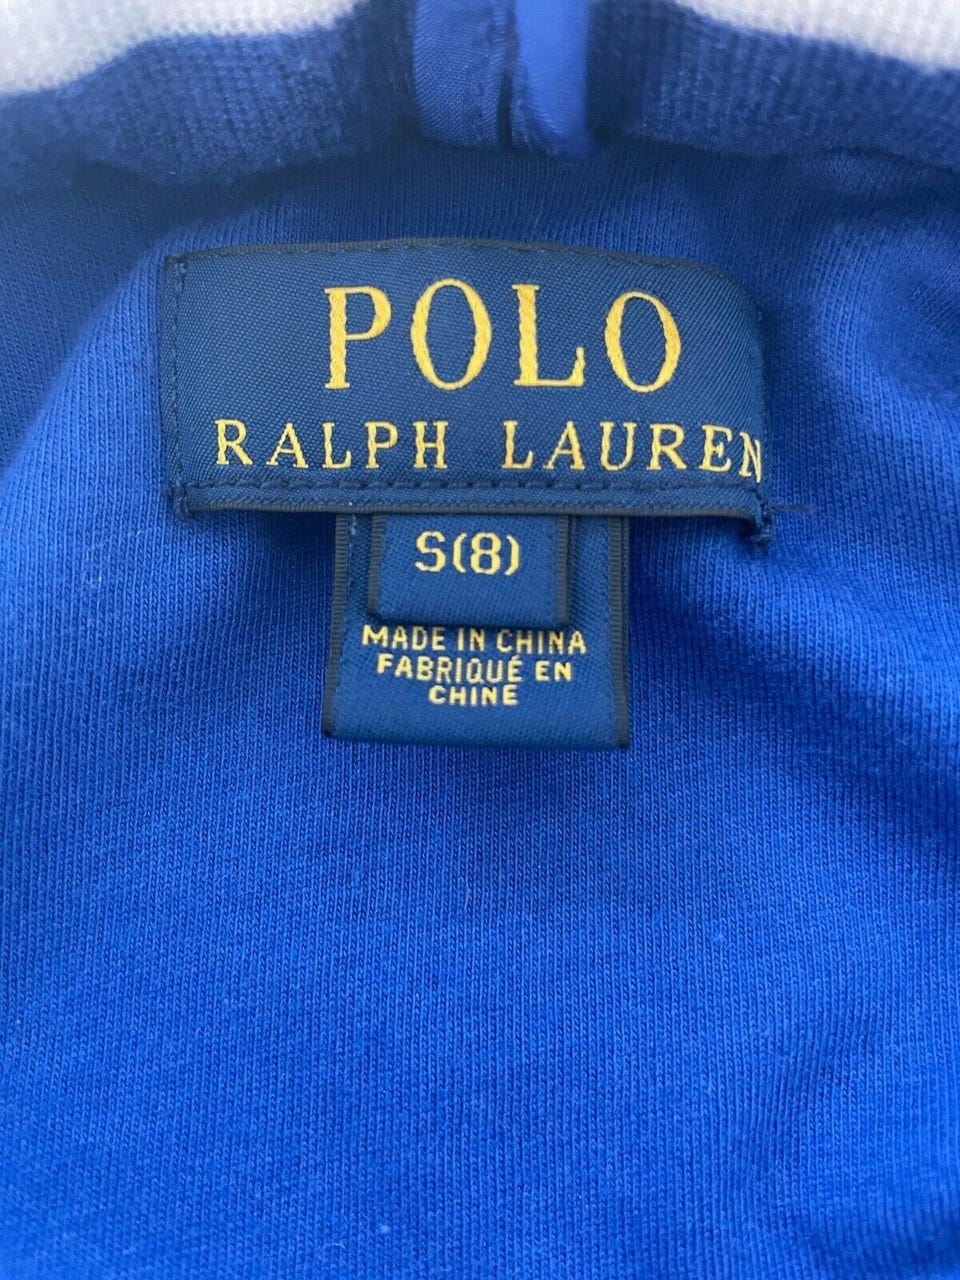 POLO
RALPH LAUREN
S(8)
MADE IN CHINA
FABRIQUÉ EN
CHINE